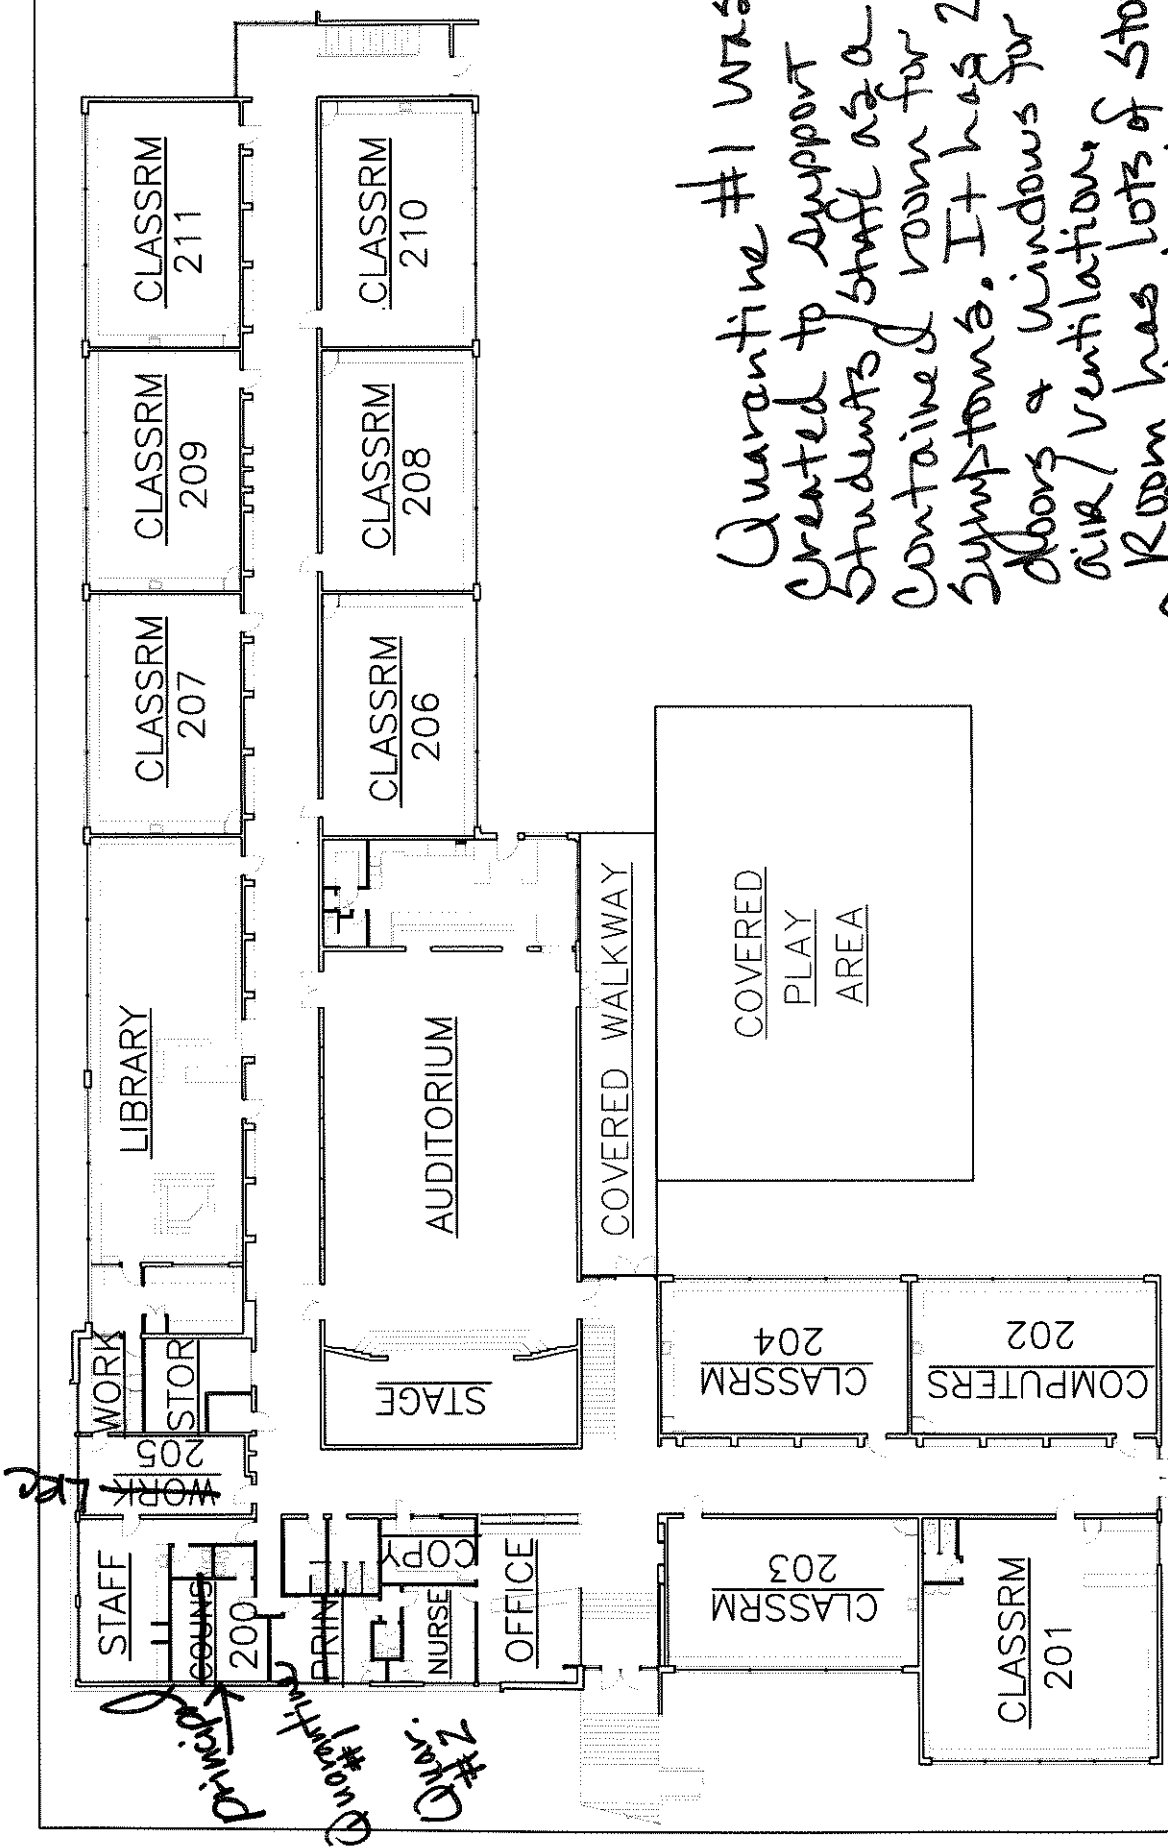 CLASSRM
211
CLASSRM
210
CLASSRM
209
CLASSRM
208
CLASSRM
207
CLASSRM
206
LIBRARY
AUDITORIUM
COVERED WALKWAY
COVERED
PLAY
AREA
WORK
STOR
STAGE
CLASSRM
204
COMPUTERS
202
WORK
205
LRC
STAFF
COUNS
200
PRIN
COPY
NURSE
OFFICE
CLASSRM
203
CLASSRM
201
Principal
Quarantine
#1
Quar.
#2
Quarantine #1 was
created to support
students/staff as a
contained room for
symptoms. It has 2
doors & windows for
air/ventilation.
Room has lots of sto